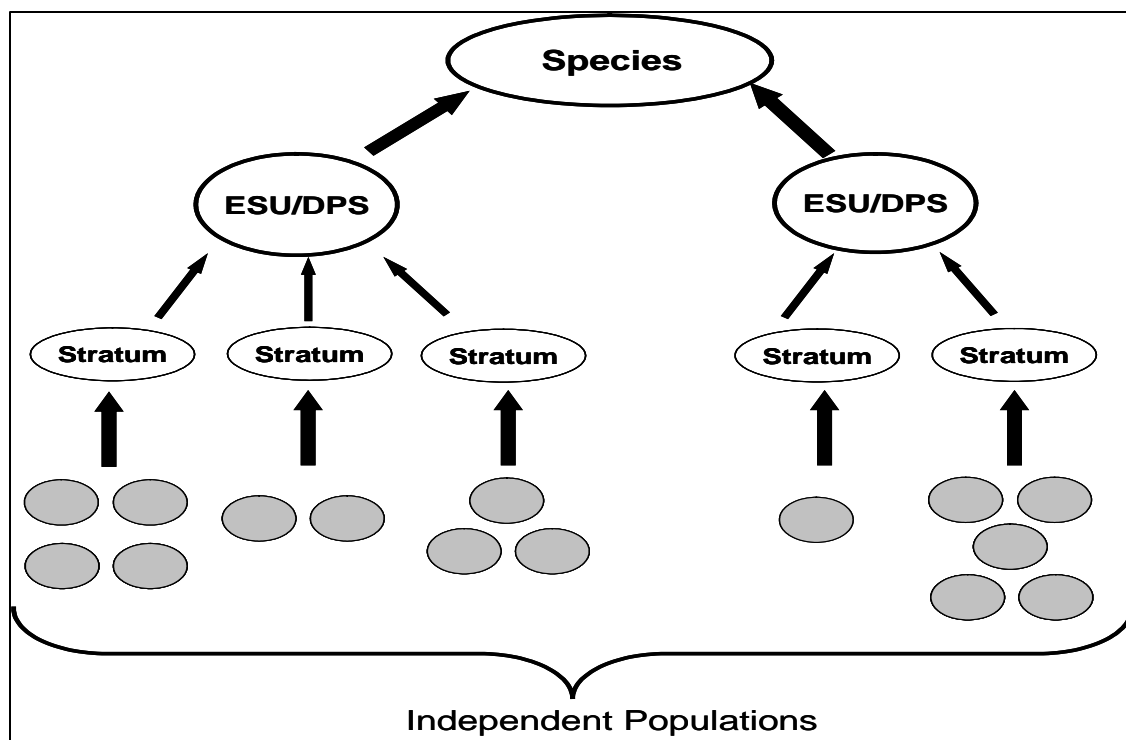 Species
ESU/DPS
ESU/DPS
Stratum
Stratum
Stratum
Stratum
Stratum
Independent Populations